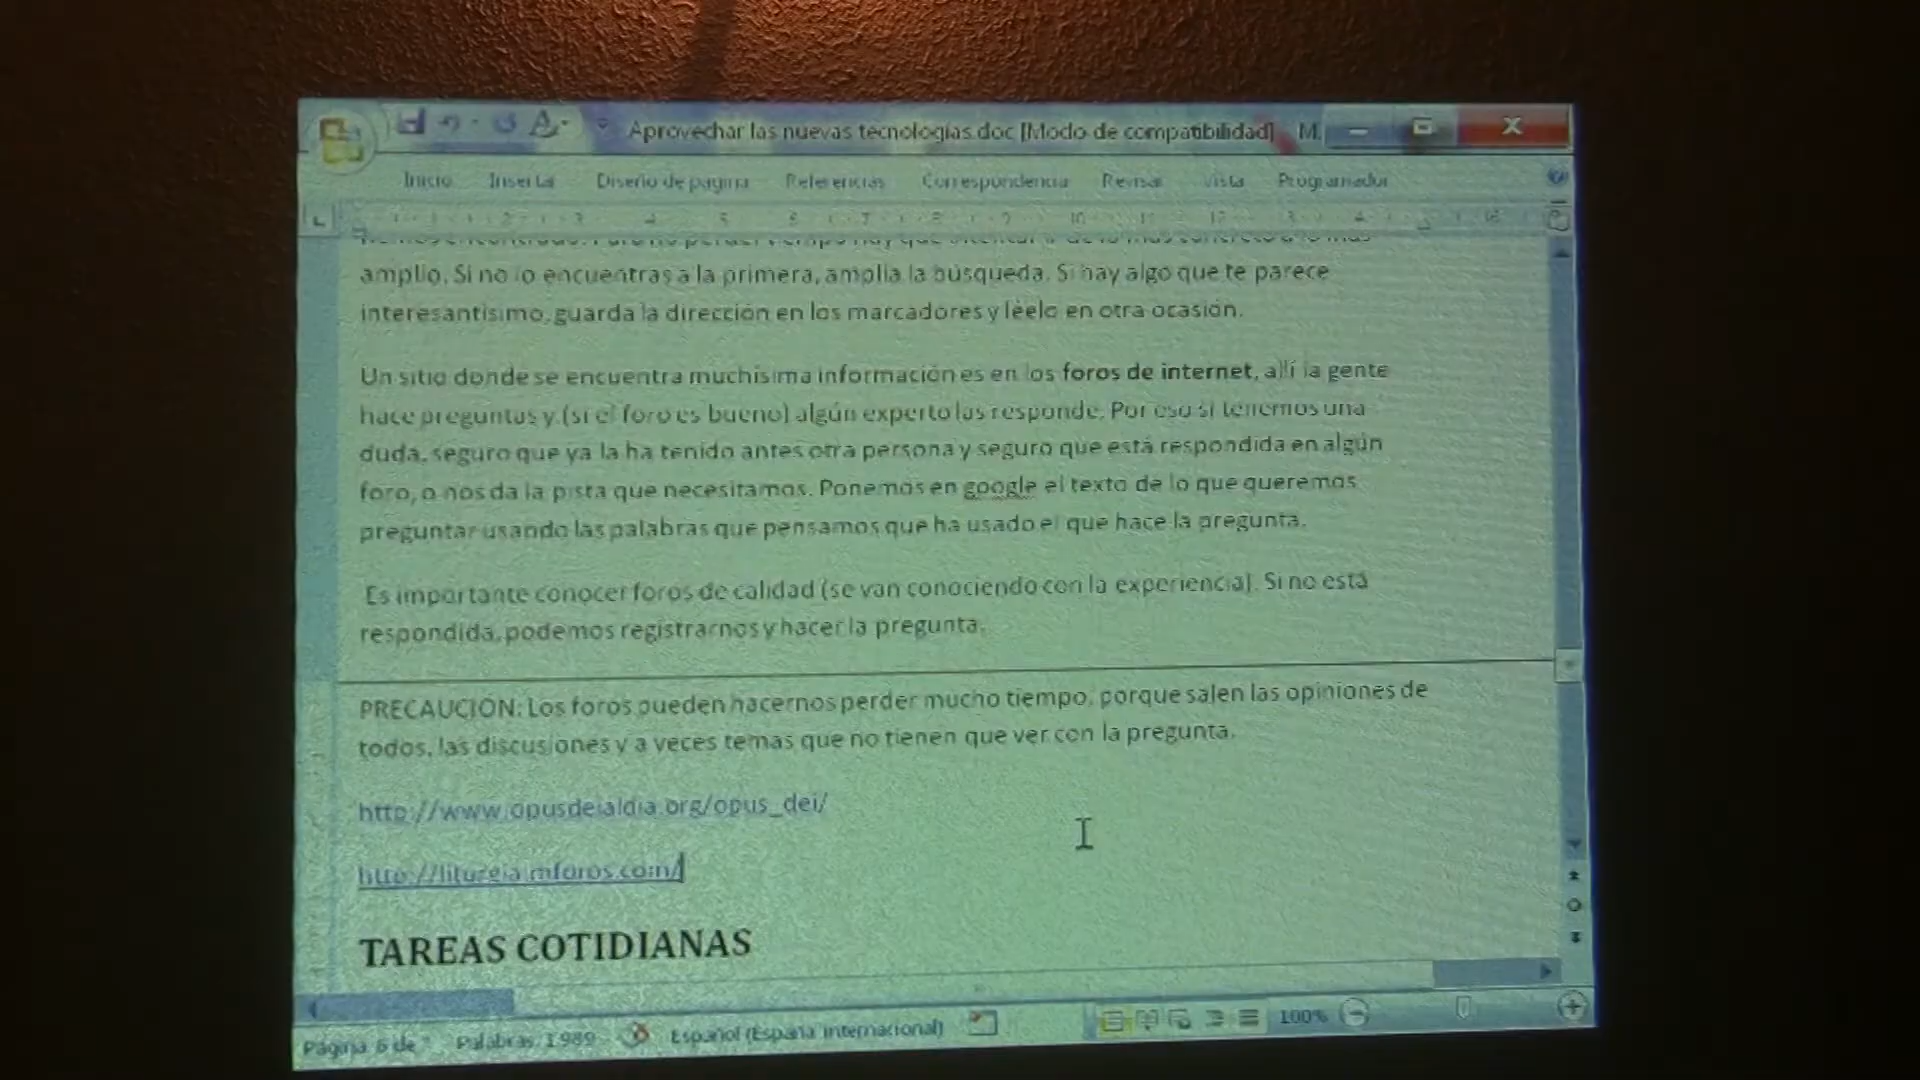 Aprovechar las nuevas tecnologías.doc [Modo de compatibilidad] M.
Inicio Insertar Diseño de página Referencias Correspondencia Revisar Vista Programador
amplio. Si no lo encuentras a la primera, amplia la búsqueda. Si hay algo que te parece
interesantísimo, guarda la dirección en los marcadores y léelo en otra ocasión.
Un sitio donde se encuentra muchísima información es en los foros de internet, allí la gente
hace preguntas y (si el foro es bueno) algún experto las responde. Por eso si tenemos una
duda, seguro que ya la ha tenido antes otra persona y seguro que está respondida en algún
foro, o nos da la pista que necesitamos. Ponemos en google el texto de lo que queremos
preguntar usando las palabras que pensamos que ha usado el que hace la pregunta.
Es importante conocer foros de calidad (se van conociendo con la experiencia). Si no está
respondida, podemos registrarnos y hacer la pregunta.
PRECAUCIÓN: Los foros pueden hacernos perder mucho tiempo, porque salen las opiniones de
todos, las discusiones y a veces temas que no tienen que ver con la pregunta.
http://www.opusdeialdia.org/opus_dei/
http://liturgia.mforos.com/
TAREAS COTIDIANAS
Página: 6 de Palabras: 1.989 Español (España, internacional) 100%